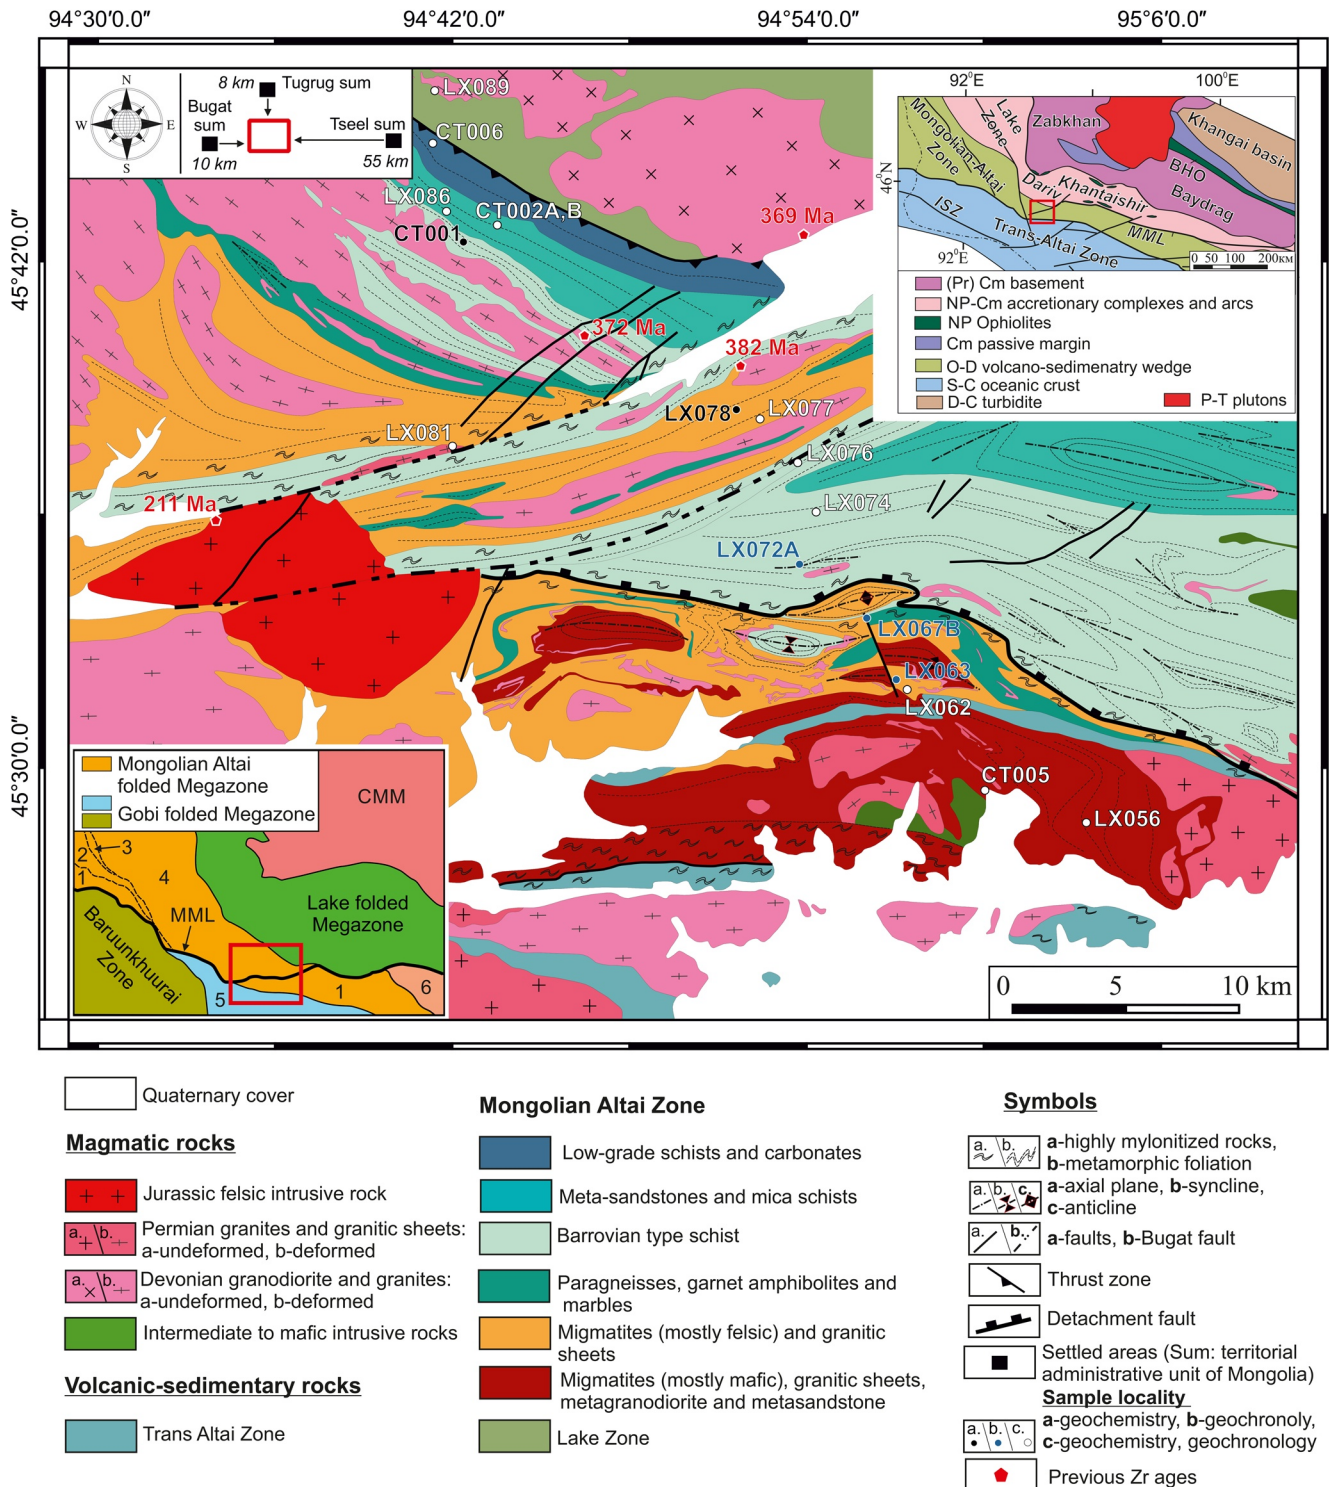 94°30'0.0"
94°42'0.0"
94°54'0.0"
95°6'0.0"
45°42'0.0"
45°30'0.0"
N
W
E
S
8 km
Tugrug sum
Bugat
sum
Tseel sum
10 km
55 km
LX089
CT006
LX086
CT002A,B
CT001
369 Ma
372 Ma
382 Ma
LX078
LX077
LX081
LX076
211 Ma
LX074
LX072A
LX067B
LX063
LX062
CT005
LX056
92°E
100°E
46°N
92°E
Lake
Zone
Zabkhan
Khangai basin
Mongolian-Altai
Zone
BHO
Dariv
Khantaishir
Baydrag
ISZ
Trans-Altai Zone
MML
0 50 100 200KM
(Pr) Cm basement
NP-Cm accretionary complexes and arcs
NP Ophiolites
Cm passive margin
O-D volcano-sedimenatry wedge
S-C oceanic crust
D-C turbidite
P-T plutons
Mongolian Altai
folded Megazone
Gobi folded Megazone
CMM
2
3
1
4
Lake folded
Megazone
MML
Baruunkhuurai
Zone
5
1
6
0 5 10 km
Quaternary cover
Magmatic rocks
Jurassic felsic intrusive rock
a. b.
Permian granites and granitic sheets:
a-undeformed, b-deformed
a. b.
Devonian granodiorite and granites:
a-undeformed, b-deformed
Intermediate to mafic intrusive rocks
Volcanic-sedimentary rocks
Trans Altai Zone
Mongolian Altai Zone
Low-grade schists and carbonates
Meta-sandstones and mica schists
Barrovian type schist
Paragneisses, garnet amphibolites and
marbles
Migmatites (mostly felsic) and granitic
sheets
Migmatites (mostly mafic), granitic sheets,
metagranodiorite and metasandstone
Lake Zone
Symbols
a. b.
a-highly mylonitized rocks,
b-metamorphic foliation
a. b. c.
a-axial plane, b-syncline,
c-anticline
a. b.
a-faults, b-Bugat fault
Thrust zone
Detachment fault
Settled areas (Sum: territorial
administrative unit of Mongolia)
Sample locality
a. b. c.
a-geochemistry, b-geochronoly,
c-geochemistry, geochronology
Previous Zr ages